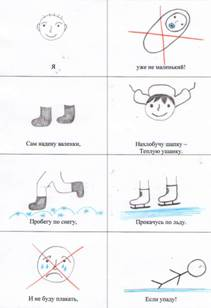 Я
уже не маленький!
Сам надену валенки,
Нахлобучу шапку –
Теплую ушанку.
Пробегу по снегу,
Прокачусь по льду.
И не буду плакать,
Если упаду!